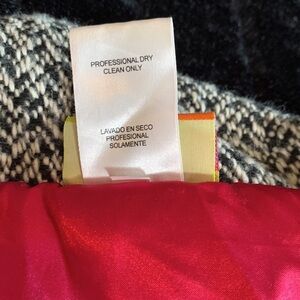 PROFESSIONAL DRY
CLEAN ONLY
LAVADO EN SECO
PROFESIONAL
SOLAMENTE